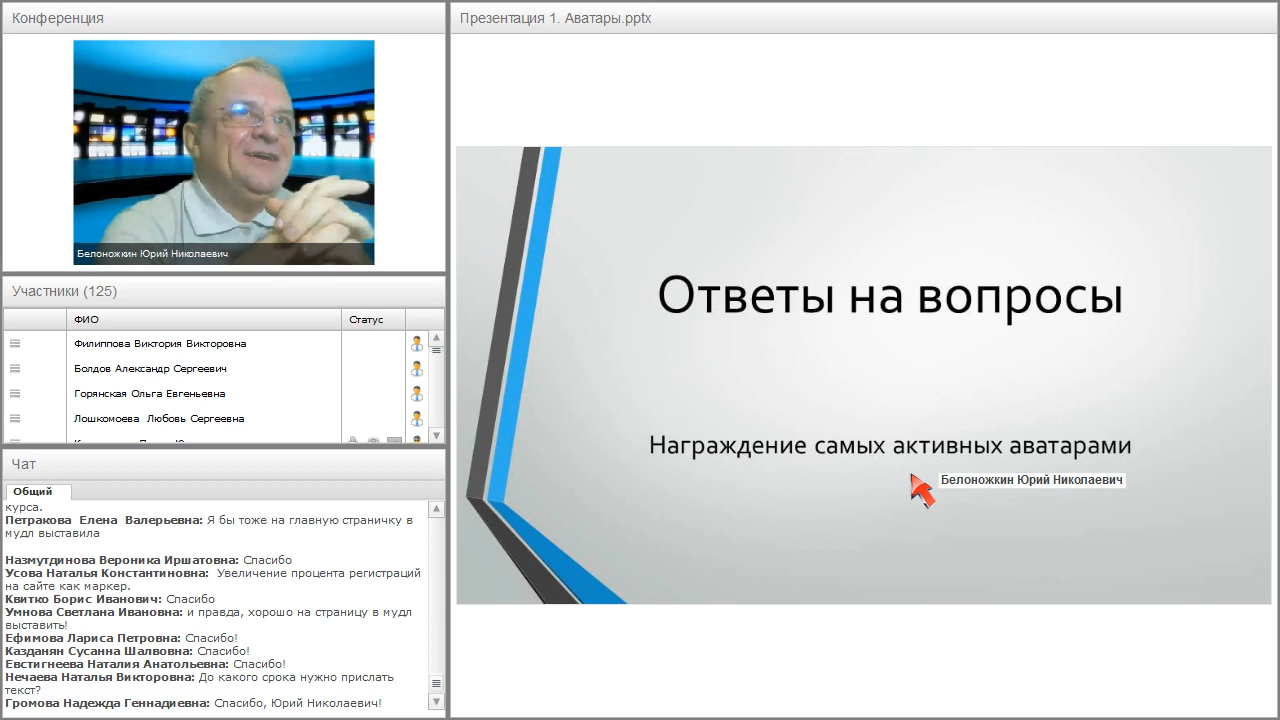 Конференция
Белоножкин Юрий Николаевич
Участники (125)
ФИО Статус
Филиппова Виктория Викторовна
Болдов Александр Сергеевич
Горянская Ольга Евгеньевна
Лошкомоева Любовь Сергеевна
Чат
Общий
курса.
Петракова Елена Валерьевна: Я бы тоже на главную страничку в
мудл выставила
Назмутдинова Вероника Иршатовна: Спасибо
Усова Наталья Константиновна: Увеличение процента регистраций
на сайте как маркер.
Квитко Борис Иванович: Спасибо
Умнова Светлана Ивановна: и правда, хорошо на страницу в мудл
выставить!
Ефимова Лариса Петровна: Спасибо!
Казданян Сусанна Шалвовна: Спасибо!
Евстигнеева Наталия Анатольевна: Спасибо!
Нечаева Наталья Викторовна: До какого срока нужно прислать
текст?
Громова Надежда Геннадиевна: Спасибо, Юрий Николаевич!
Презентация 1. Аватары.pptx
Ответы на вопросы
Награждение самых активных аватарами
Белоножкин Юрий Николаевич